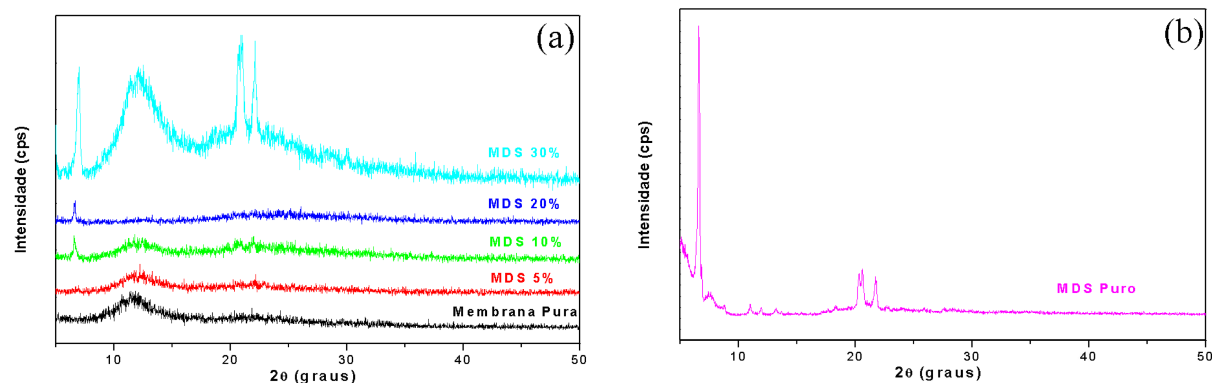 (a)
Intensidade (cps)
MDS 30%
MDS 20%
MDS 10%
MDS 5%
Membrana Pura
10 20 30 40 50
2θ (graus)
(b)
Intensidade (cps)
MDS Puro
10 20 30 40 50
2θ (graus)